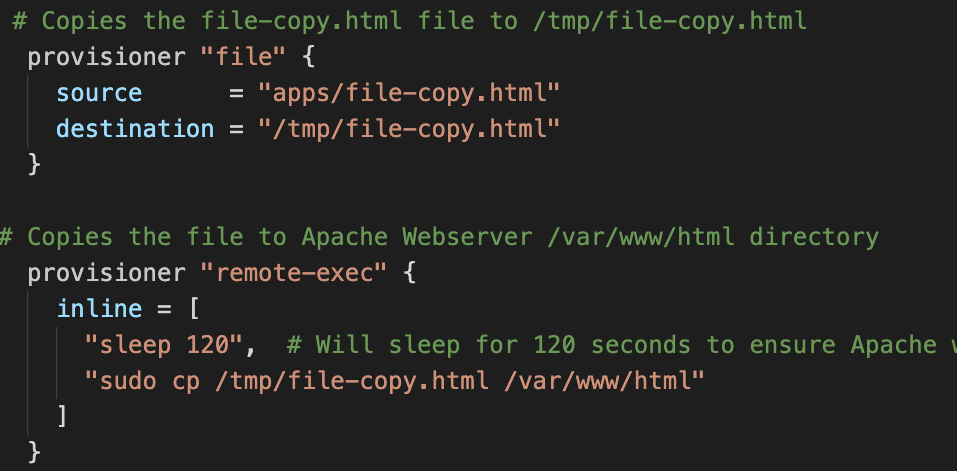 # Copies the file-copy.html file to /tmp/file-copy.html
provisioner "file" {
source = "apps/file-copy.html"
destination = "/tmp/file-copy.html"
}
# Copies the file to Apache Webserver /var/www/html directory
provisioner "remote-exec" {
inline = [
"sleep 120", # Will sleep for 120 seconds to ensure Apache
"sudo cp /tmp/file-copy.html /var/www/html"
]
}